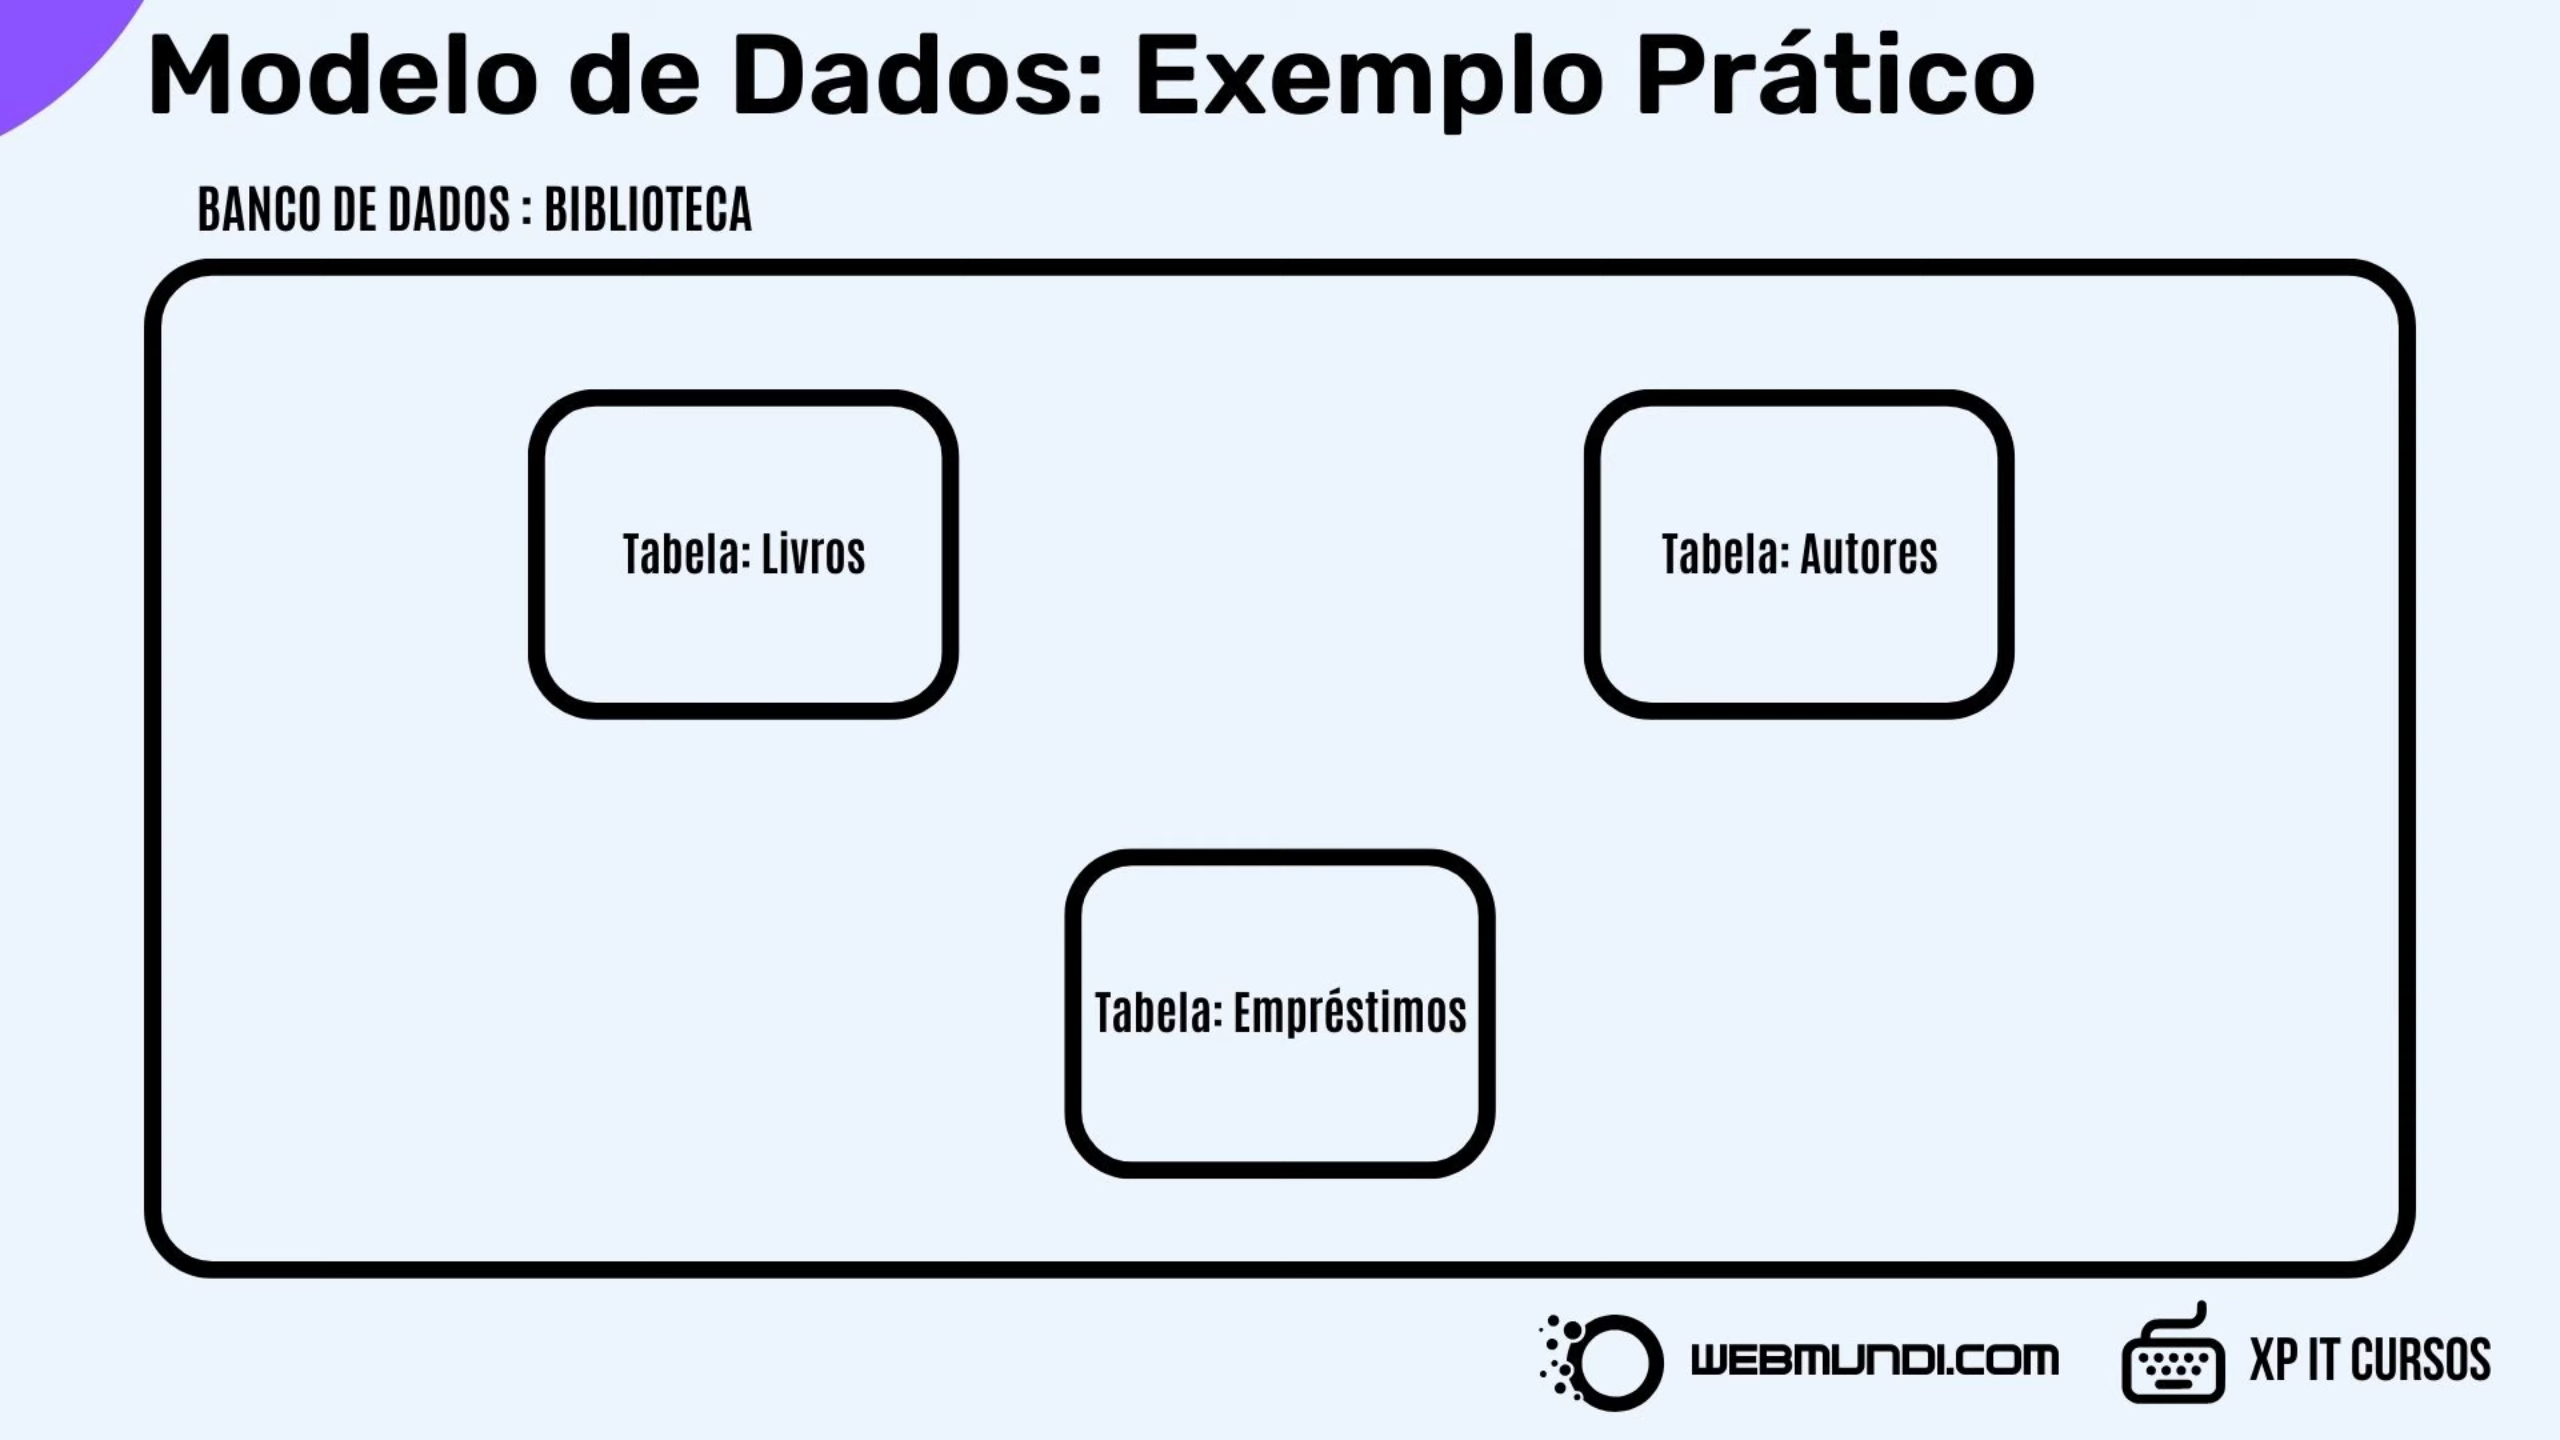 Modelo de Dados: Exemplo Prático
BANCO DE DADOS : BIBLIOTECA
Tabela: Livros
Tabela: Autores
Tabela: Empréstimos
WEBMUNDI.COM
XP IT CURSOS